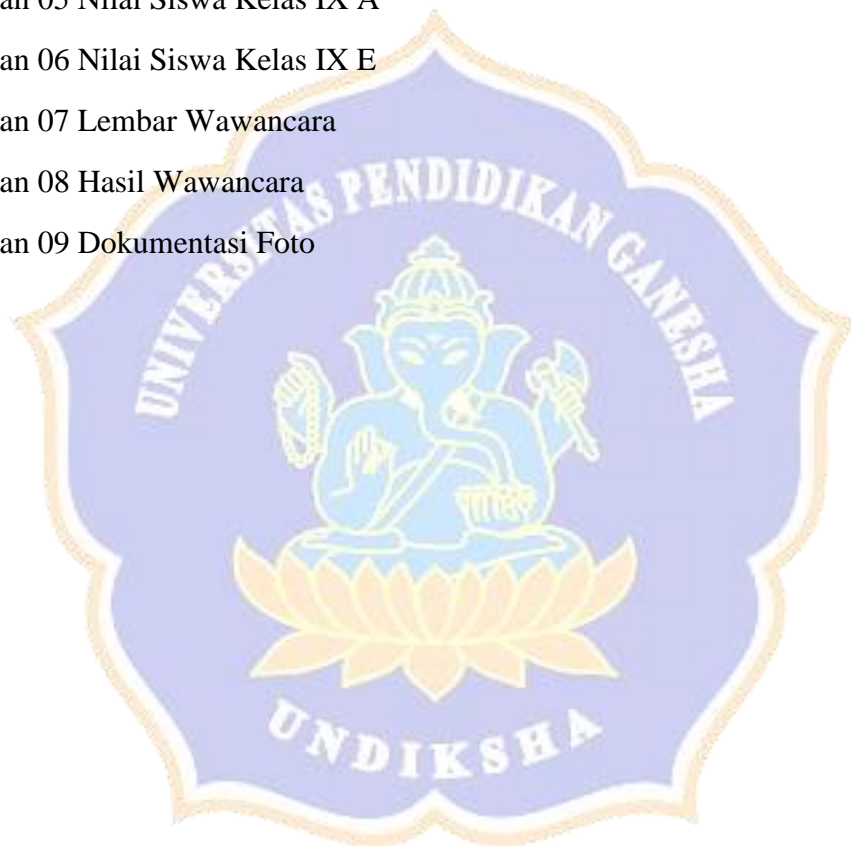 an 05 Nilai Siswa Kelas IX A
an 06 Nilai Siswa Kelas IX E
an 07 Lembar Wawancara
an 08 Hasil Wawancara
an 09 Dokumentasi Foto
UNIVERSITAS PENDIDIKAN GANESHA
UNDIKSHA